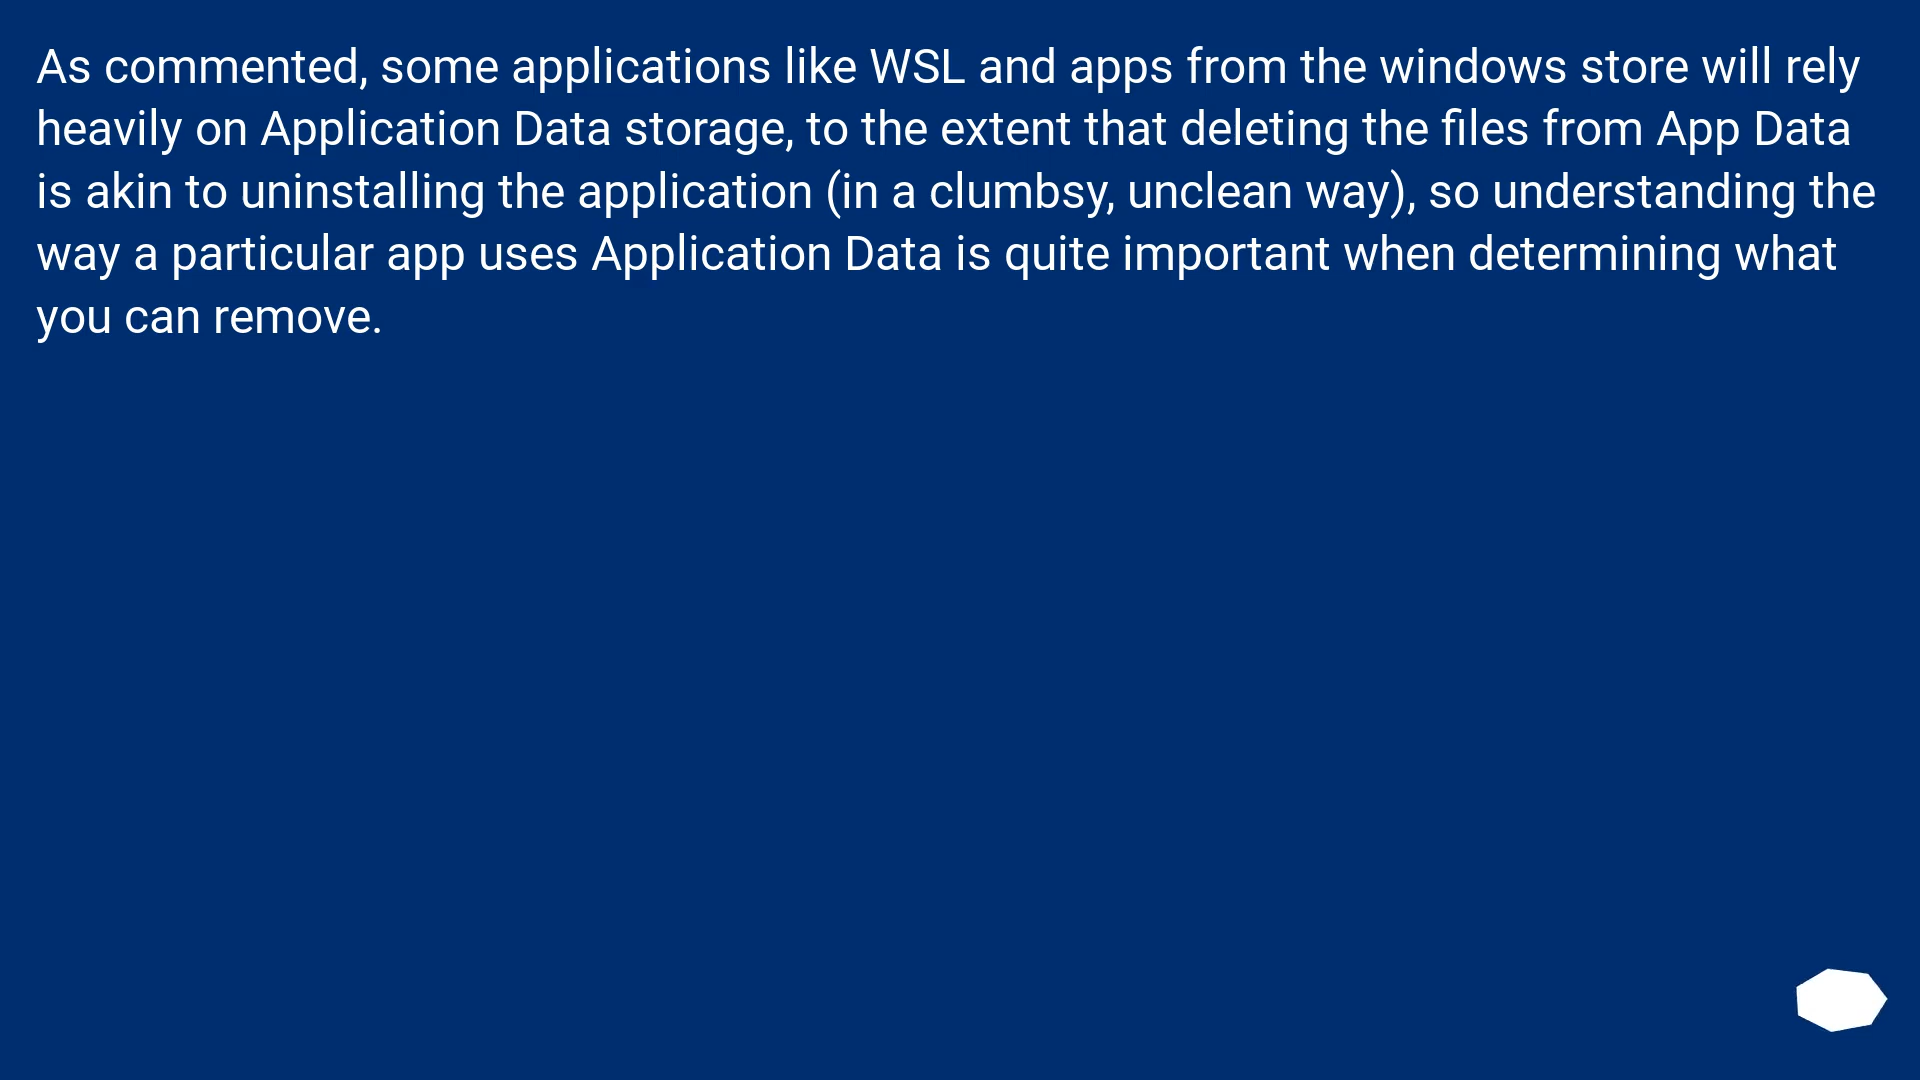 As commented, some applications like WSL and apps from the windows store will rely
heavily on Application Data storage, to the extent that deleting the files from App Data
is akin to uninstalling the application (in a clumbsy, unclean way), so understanding the
way a particular app uses Application Data is quite important when determining what
you can remove.